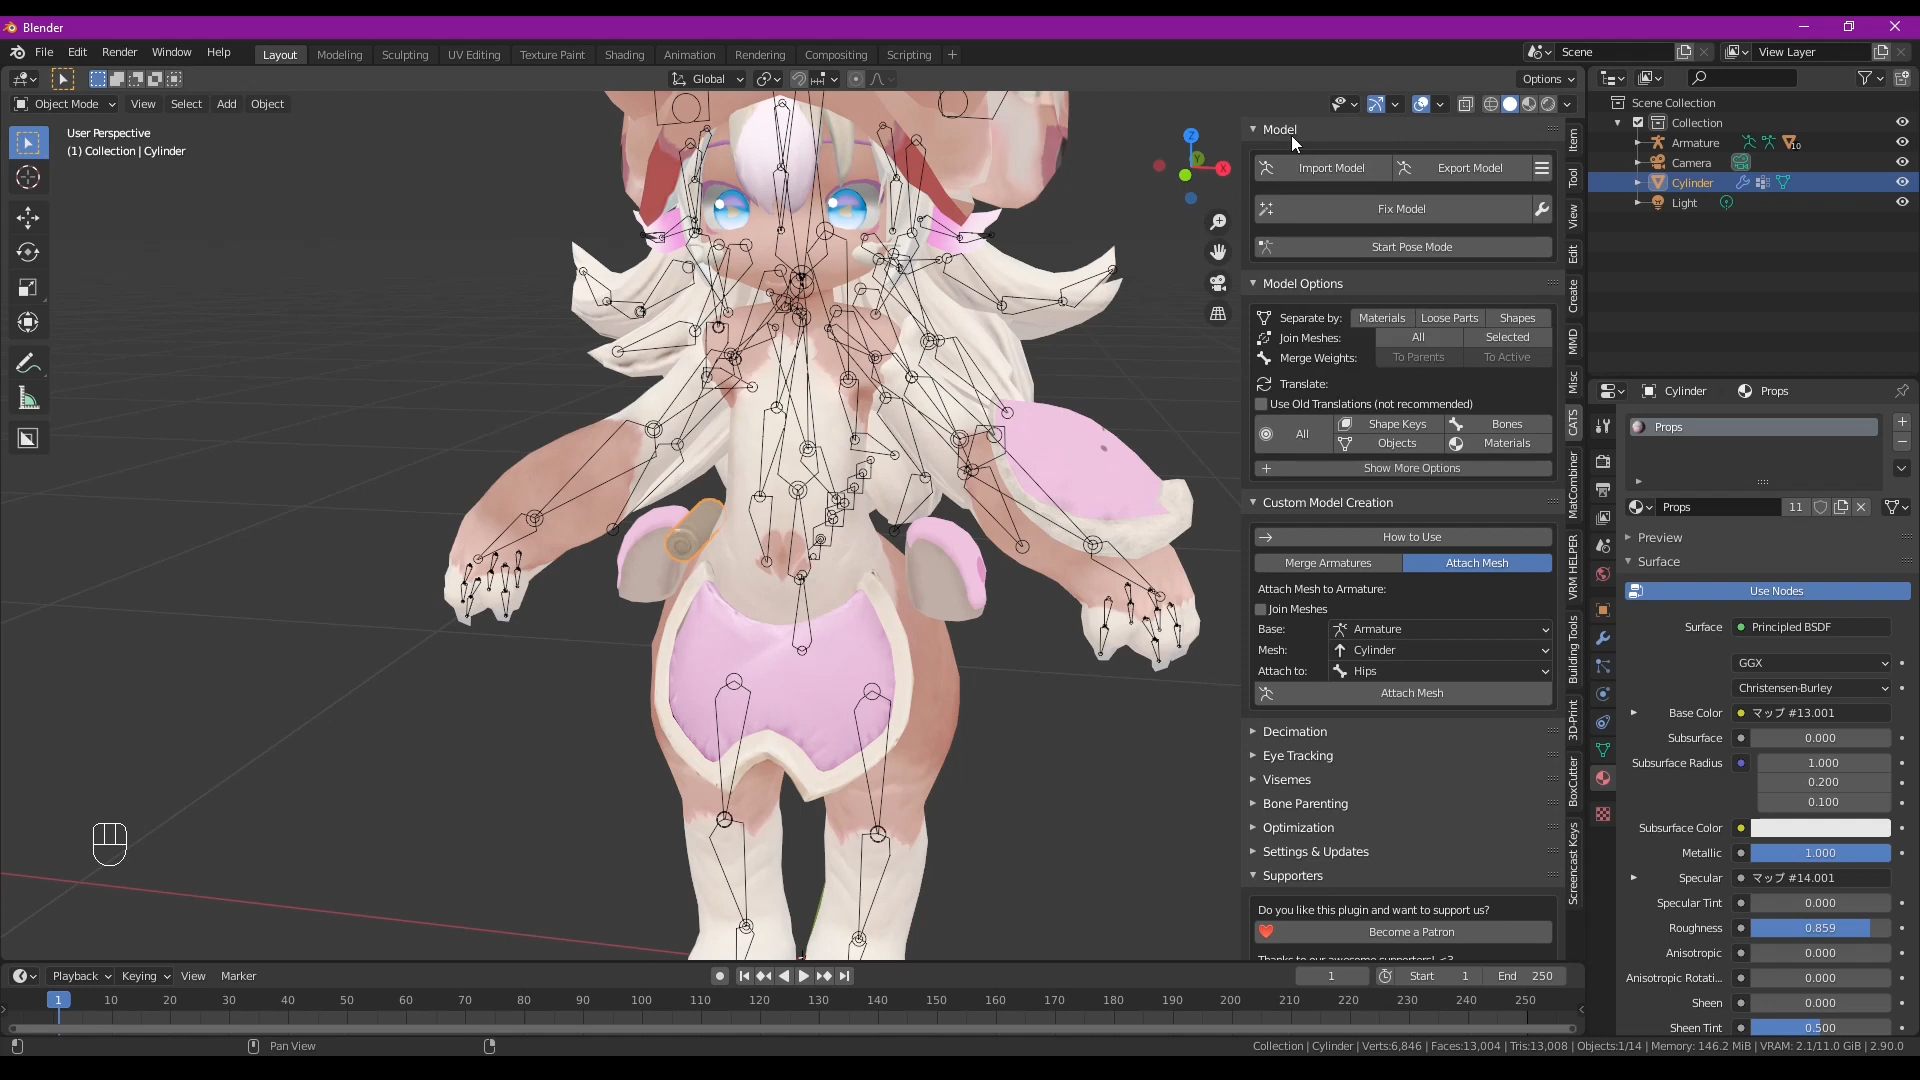 Blender
File Edit Render Window Help Layout Modeling Sculpting UV Editing Texture Paint Shading Animation Rendering Compositing Scripting + Scene View Layer
Global Options
Object Mode View Select Add Object
User Perspective
(1) Collection | Cylinder
Z
X
Model
Import Model Export Model
Fix Model
Start Pose Mode
Model Options
Separate by: Materials Loose Parts Shapes
Join Meshes: All Selected
Merge Weights: To Parents To Active
Translate:
Use Old Translations (not recommended)
All Shape Keys Bones
Objects Materials
Show More Options
Custom Model Creation
How to Use
Merge Armatures Attach Mesh
Attach Mesh to Armature:
Join Meshes
Base: Armature
Mesh: Cylinder
Attach to: Hips
Attach Mesh
Decimation
Eye Tracking
Visemes
Bone Parenting
Optimization
Settings & Updates
Supporters
Do you like this plugin and want to support us?
Become a Patron
Thanks to our awesome supporters! <3
Item
Tool
View
Edit
Create
MMD
Misc
CATS
MatCombiner
VRM HELPER
Building Tools
3D-Print
BoxCutter
Screencast Keys
Scene Collection
Collection
Armature 10
Camera
Cylinder
Light
Cylinder Props
Props
Props 11
Preview
Surface
Use Nodes
Surface Principled BSDF
GGX
Christensen-Burley
Base Color マップ #13.001
Subsurface 0.000
Subsurface Radius 1.000
0.200
0.100
Subsurface Color
Metallic 1.000
Specular マップ #14.001
Specular Tint 0.000
Roughness 0.859
Anisotropic 0.000
Anisotropic Rotati... 0.000
Sheen 0.000
Sheen Tint 0.500
Playback Keying View Marker 1 Start 1 End 250
1 10 20 30 40 50 60 70 80 90 100 110 120 130 140 150 160 170 180 190 200 210 220 230 240 250
Pan View
Collection | Cylinder | Verts:6,846 | Faces:13,004 | Tris:13,008 | Objects:1/14 | Memory: 146.2 MiB | VRAM: 2.1/11.0 GiB | 2.90.0